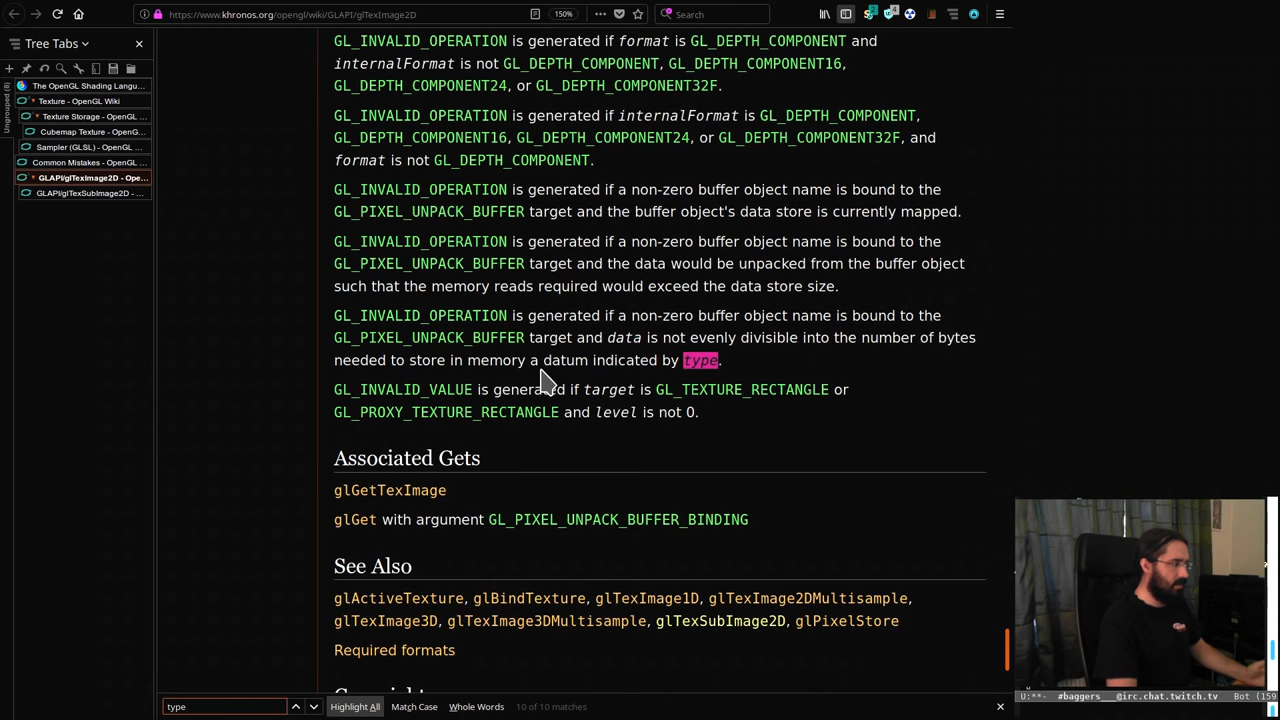 https://www.khronos.org/opengl/wiki/GLAPI/glTexImage2D
150%
Search
Tree Tabs
The OpenGL Shading Langu...
Texture - OpenGL Wiki
Texture Storage - OpenGL ...
Cubemap Texture - OpenG...
Sampler (GLSL) - OpenGL ...
Common Mistakes - OpenGL ...
GLAPI/glTexImage2D - Ope...
GLAPI/glTexSubImage2D - ...
GL_INVALID_OPERATION is generated if format is GL_DEPTH_COMPONENT and
internalFormat is not GL_DEPTH_COMPONENT, GL_DEPTH_COMPONENT16,
GL_DEPTH_COMPONENT24, or GL_DEPTH_COMPONENT32F.
GL_INVALID_OPERATION is generated if internalFormat is GL_DEPTH_COMPONENT,
GL_DEPTH_COMPONENT16, GL_DEPTH_COMPONENT24, or GL_DEPTH_COMPONENT32F, and
format is not GL_DEPTH_COMPONENT.
GL_INVALID_OPERATION is generated if a non-zero buffer object name is bound to the
GL_PIXEL_UNPACK_BUFFER target and the buffer object's data store is currently mapped.
GL_INVALID_OPERATION is generated if a non-zero buffer object name is bound to the
GL_PIXEL_UNPACK_BUFFER target and the data would be unpacked from the buffer object
such that the memory reads required would exceed the data store size.
GL_INVALID_OPERATION is generated if a non-zero buffer object name is bound to the
GL_PIXEL_UNPACK_BUFFER target and data is not evenly divisible into the number of bytes
needed to store in memory a datum indicated by type.
GL_INVALID_VALUE is generated if target is GL_TEXTURE_RECTANGLE or
GL_PROXY_TEXTURE_RECTANGLE and level is not 0.
Associated Gets
glGetTexImage
glGet with argument GL_PIXEL_UNPACK_BUFFER_BINDING
See Also
glActiveTexture, glBindTexture, glTexImage1D, glTexImage2DMultisample,
glTexImage3D, glTexImage3DMultisample, glTexSubImage2D, glPixelStore
Required formats
type
Highlight All
Match Case
Whole Words
10 of 10 matches
U:**- #baggers___@irc.chat.twitch.tv Bot (159